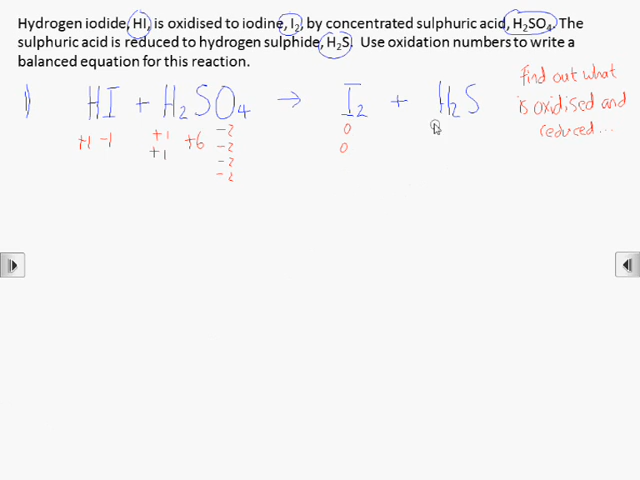 Hydrogen iodide, HI, is oxidised to iodine, I2, by concentrated sulphuric acid, H2SO4. The
sulphuric acid is reduced to hydrogen sulphide, H2S. Use oxidation numbers to write a
balanced equation for this reaction.
Find out what
is oxidised and
reduced...
1) HI + H2SO4 → I2 + H2S
+1 -1 +1 +6 -2 0
+1 -2 0
-2
-2